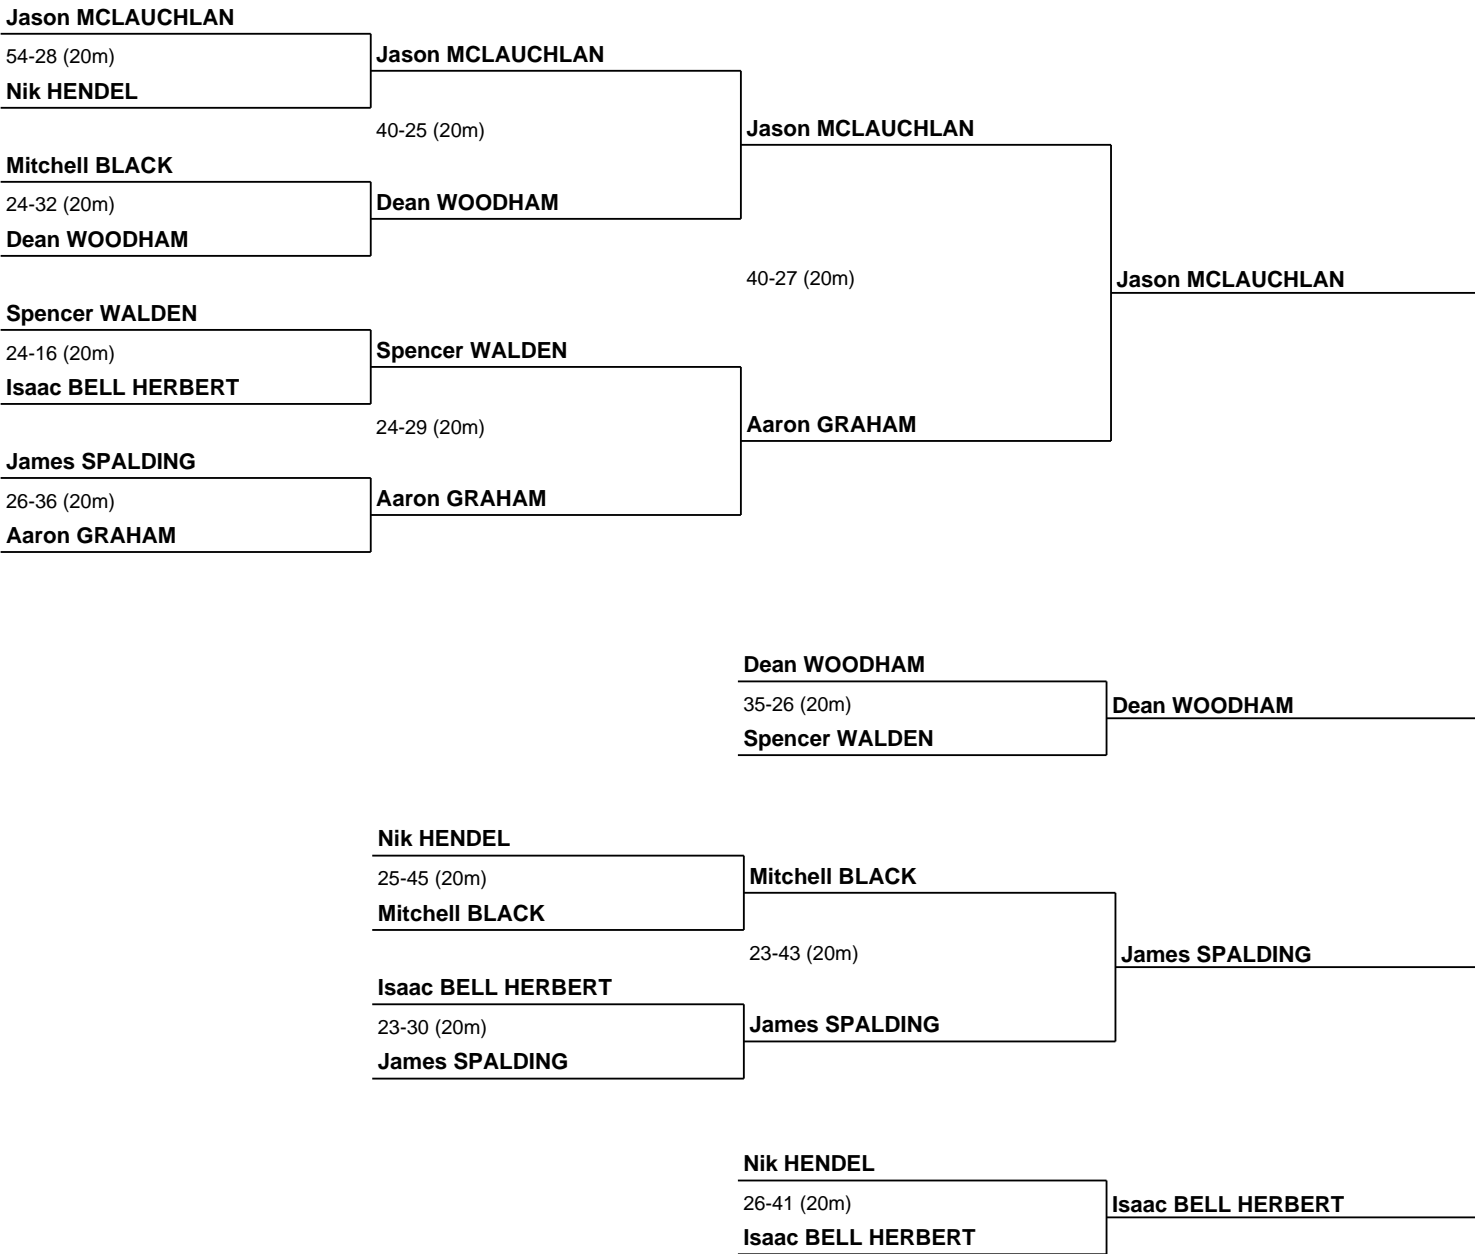 Jason MCLAUCHLAN
54-28 (20m)
Nik HENDEL
Mitchell BLACK
24-32 (20m)
Dean WOODHAM
Spencer WALDEN
24-16 (20m)
Isaac BELL HERBERT
James SPALDING
26-36 (20m)
Aaron GRAHAM
Jason MCLAUCHLAN
40-25 (20m)
Dean WOODHAM
Spencer WALDEN
24-29 (20m)
Aaron GRAHAM
Jason MCLAUCHLAN
40-27 (20m)
Aaron GRAHAM
Jason MCLAUCHLAN
Dean WOODHAM
35-26 (20m)
Spencer WALDEN
Dean WOODHAM
Nik HENDEL
25-45 (20m)
Mitchell BLACK
Isaac BELL HERBERT
23-30 (20m)
James SPALDING
Mitchell BLACK
23-43 (20m)
James SPALDING
James SPALDING
Nik HENDEL
26-41 (20m)
Isaac BELL HERBERT
Isaac BELL HERBERT